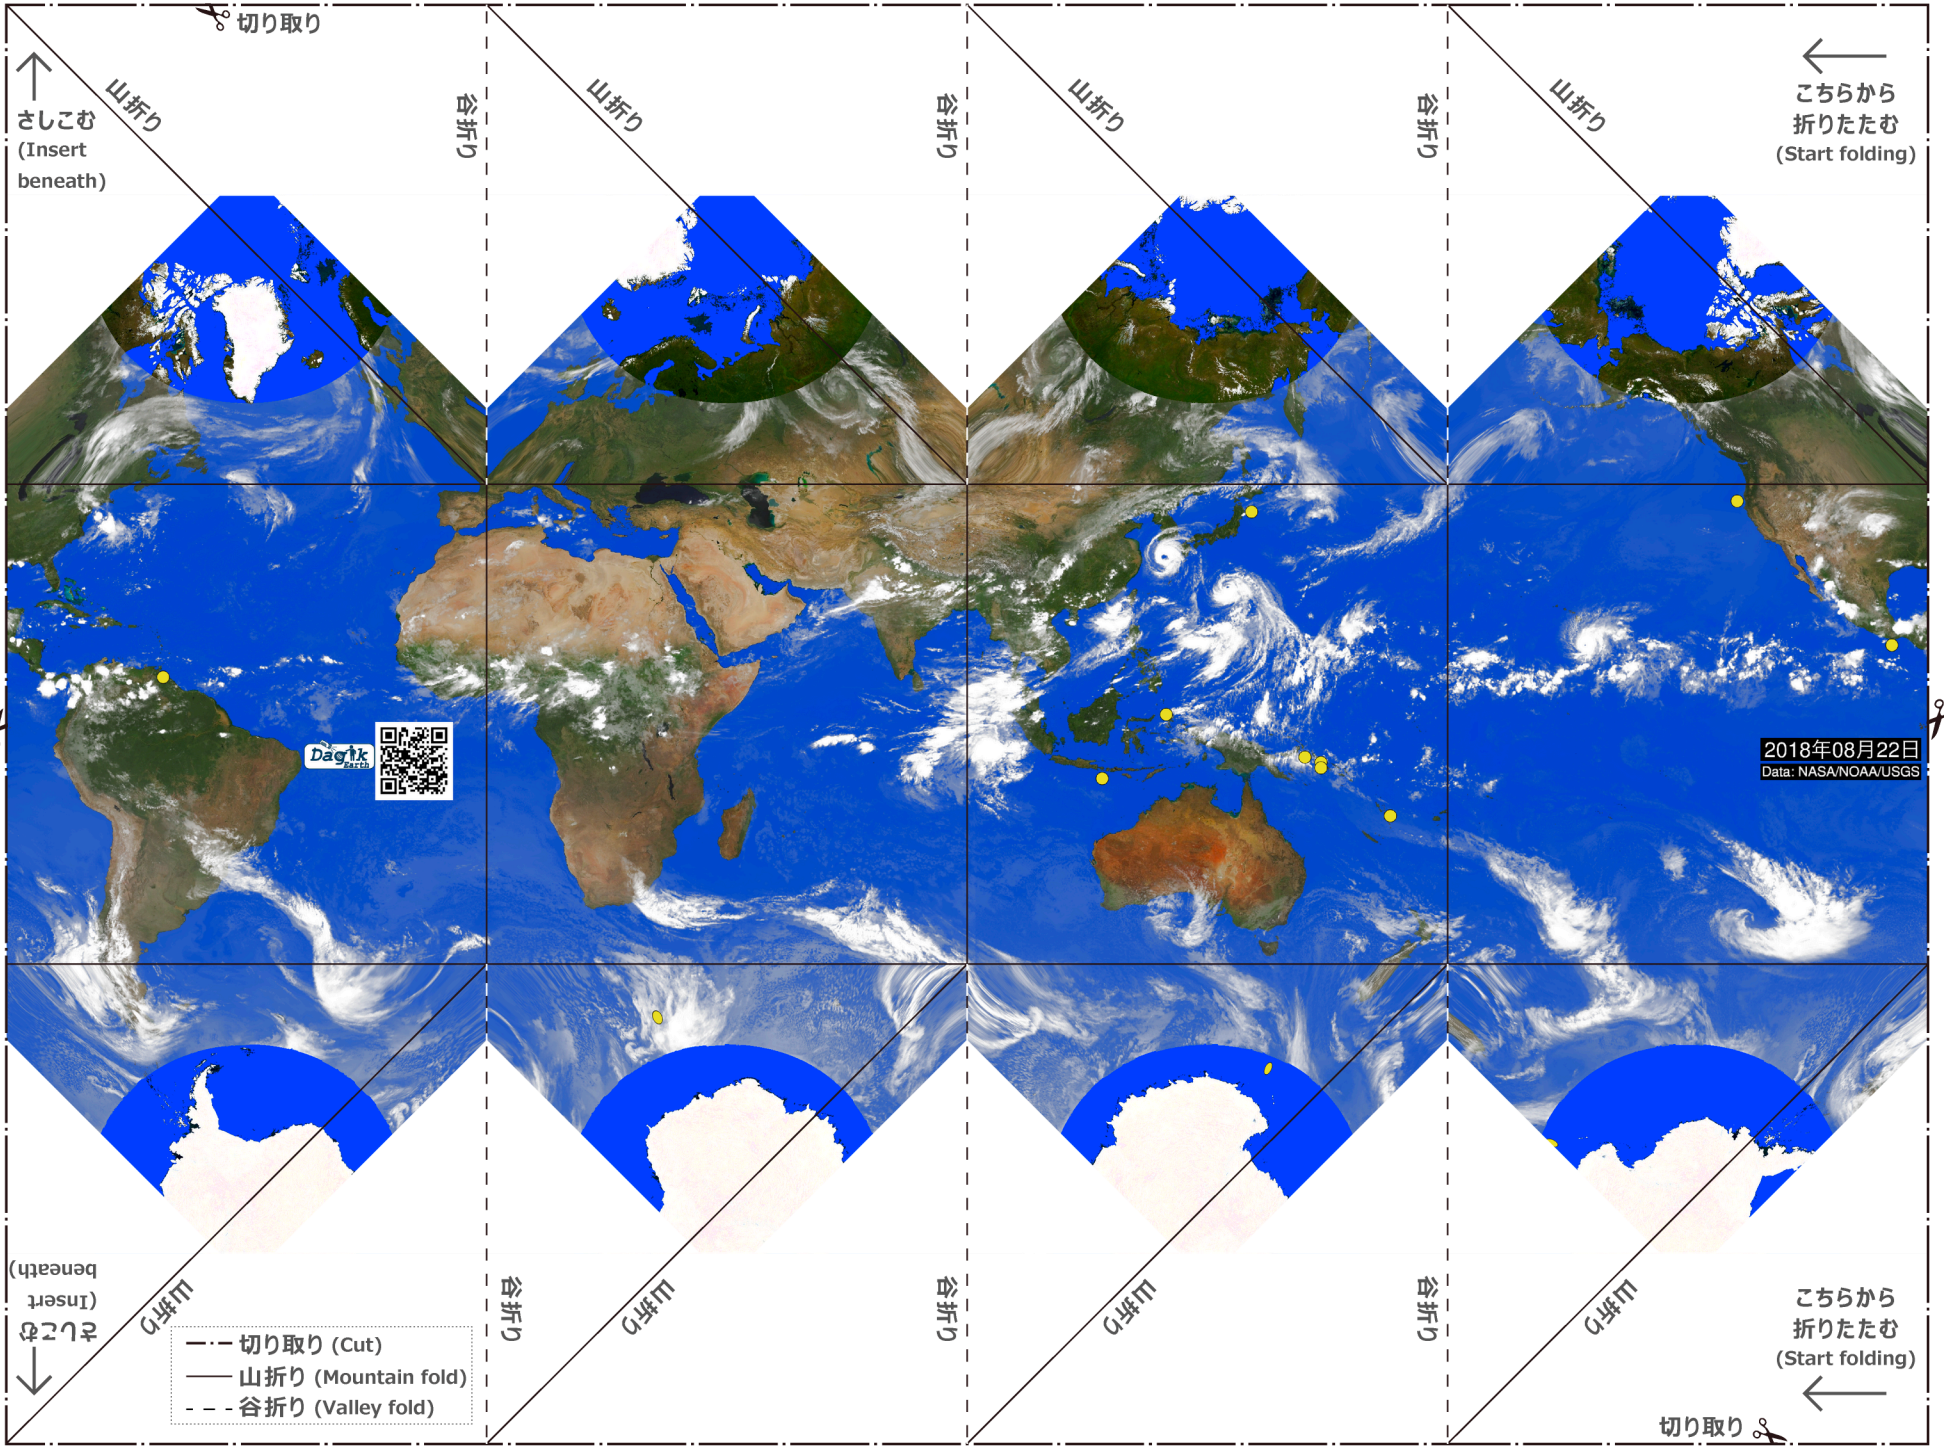 切り取り
山折り
谷折り
山折り
谷折り
山折り
谷折り
山折り
こちらから
折りたたむ
(Start folding)
さしこむ
(Insert
beneath)
Dagik
Earth
2018年08月22日
Data: NASA/NOAA/USGS
さしこむ
(Insert
beneath)
山折り
谷折り
山折り
谷折り
山折り
谷折り
山折り
こちらから
折りたたむ
(Start folding)
切り取り (Cut)
山折り (Mountain fold)
谷折り (Valley fold)
切り取り